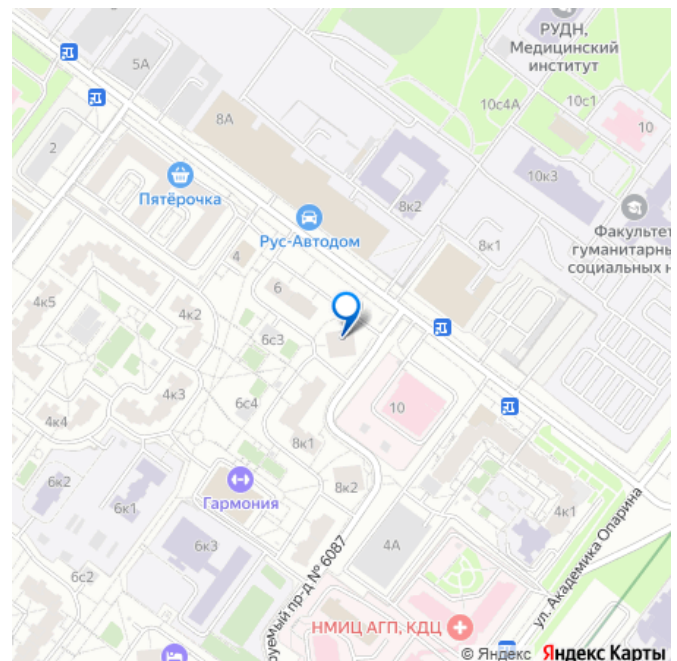 РУДН,
Медицинский
институт
5А
10с4А
10с1
8А
10
2
10к3
Пятёрочка
8к2
Факультет
гуманитарны
социальных н
Рус-Автодом
8к1
4
6
4к5
4к2
6с3
4к3
6с4
10
4к4
8к1
6к2
8к2
Гармония
6к1
4к1
6к3
4А
ул. Академика Опарина
6с2
руемый пр-д № 6087
НМИЦ АГП, КДЦ
© Яндекс Яндекс Карты